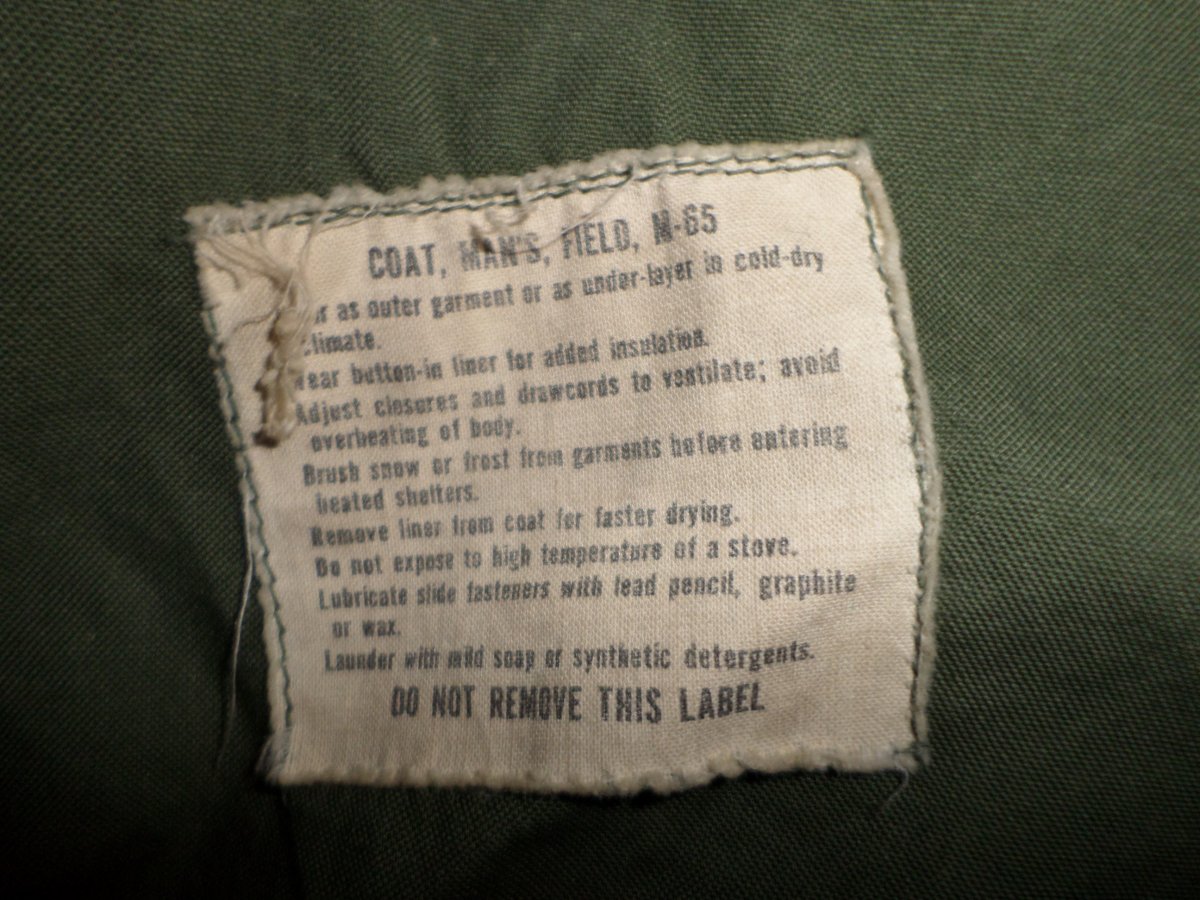 COAT, MAN'S, FIELD, M-65
as outer garment or as under-layer in cold-dry
climate.
Wear button-in liner for added insulation.
Adjust closures and drawcords to ventilate; avoid
overheating of body.
Brush snow or frost from garments before entering
heated shelters.
Remove liner from coat for faster drying.
Do not expose to high temperature of a stove.
Lubricate slide fasteners with lead pencil, graphite
or wax.
Launder with mild soap or synthetic detergents.
DO NOT REMOVE THIS LABEL